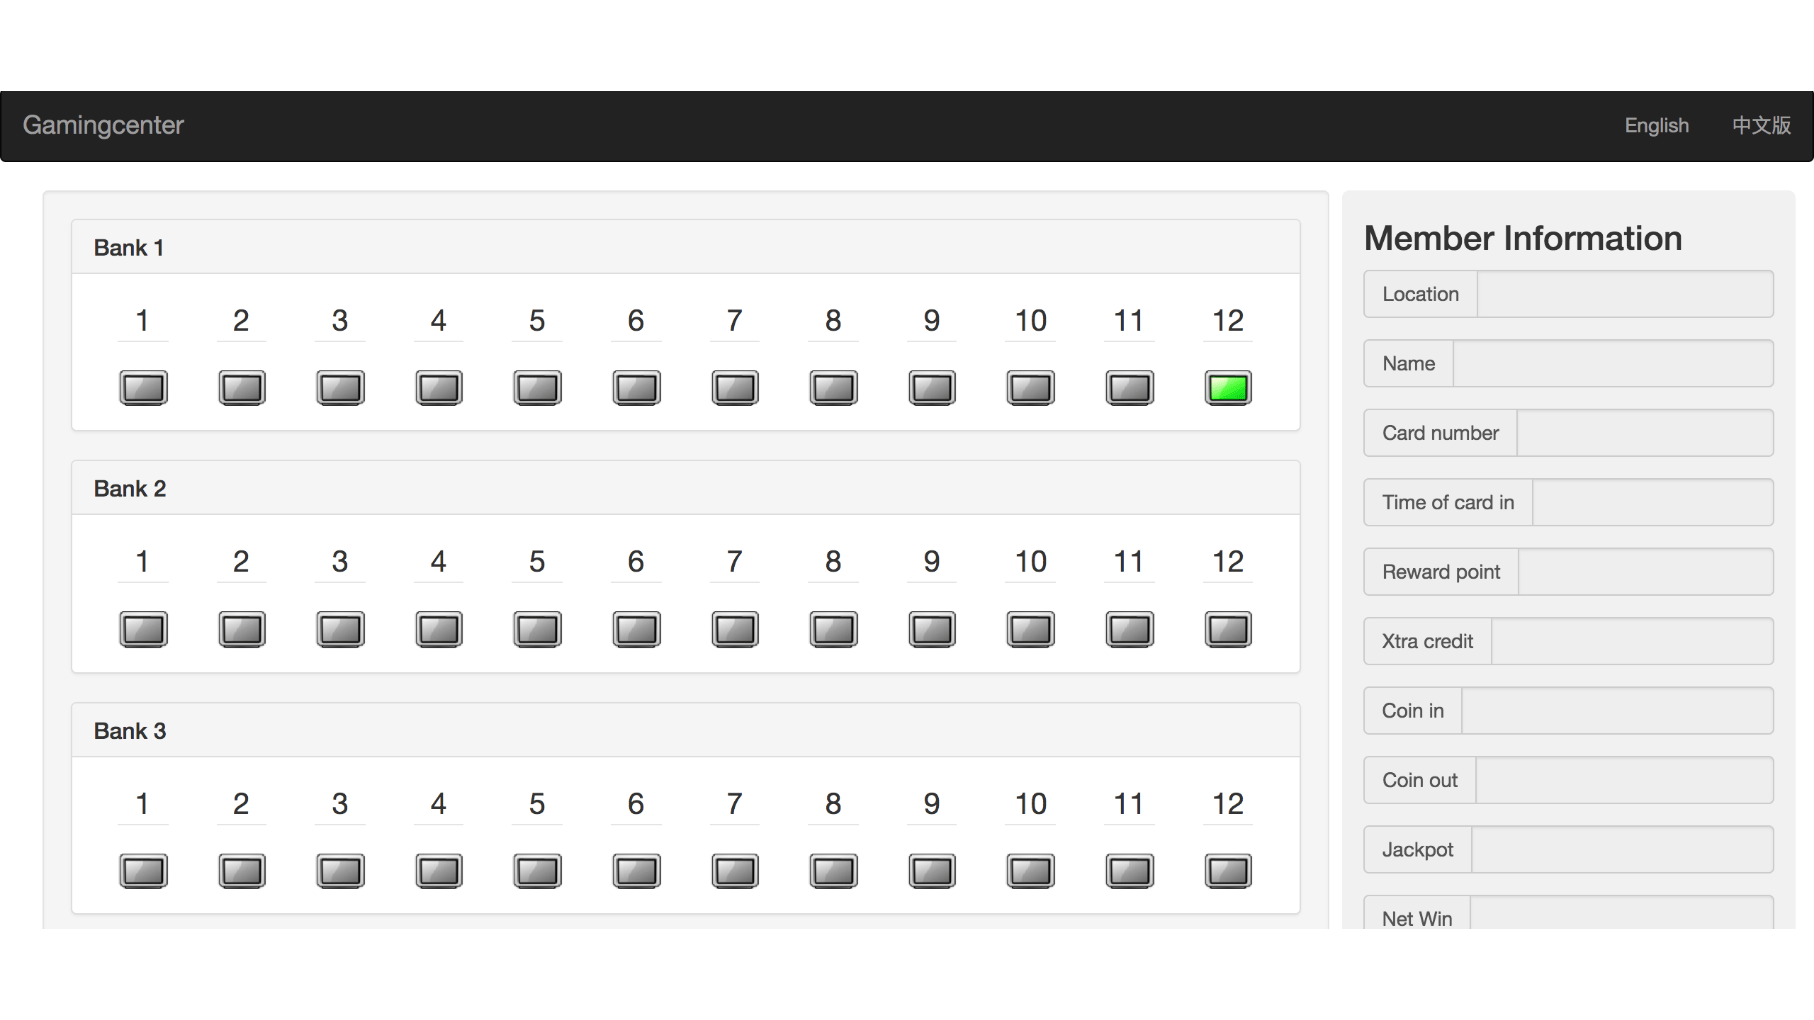 Gamingcenter English 中文版
Bank 1
1 2 3 4 5 6 7 8 9 10 11 12
Bank 2
1 2 3 4 5 6 7 8 9 10 11 12
Bank 3
1 2 3 4 5 6 7 8 9 10 11 12
Member Information
Location
Name
Card number
Time of card in
Reward point
Xtra credit
Coin in
Coin out
Jackpot
Net Win